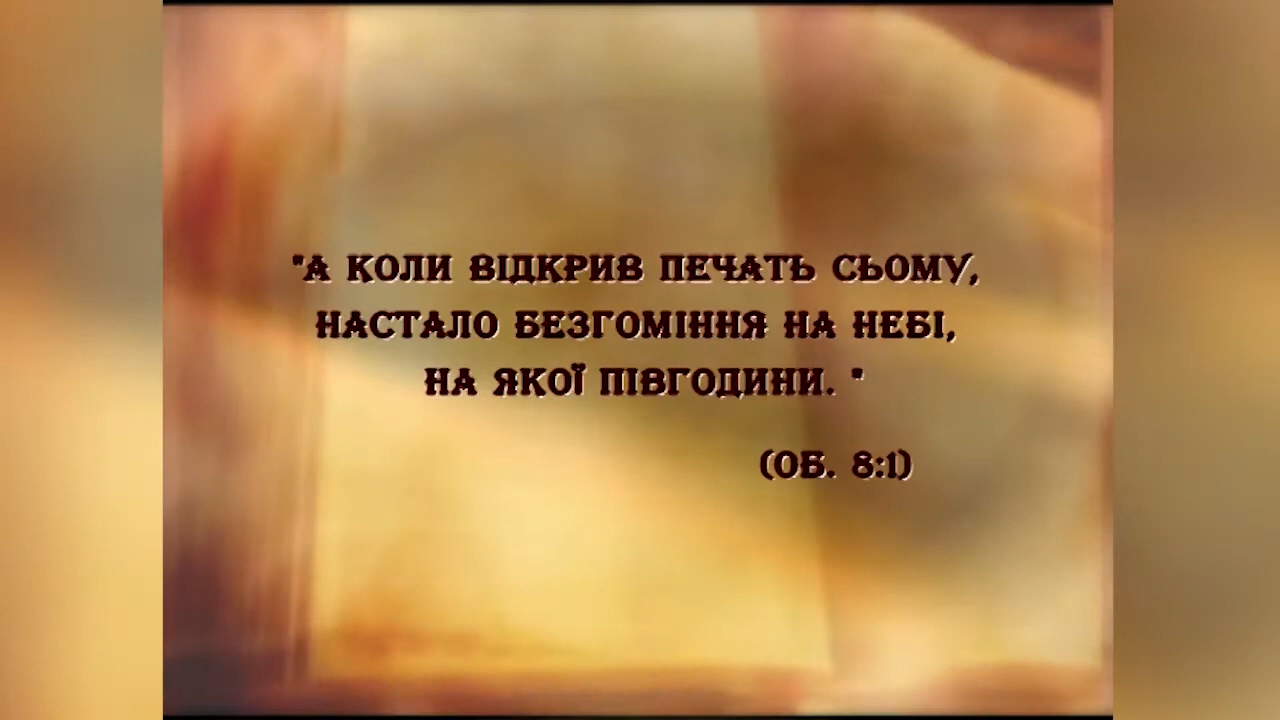 "А КОЛИ ВІДКРИВ ПЕЧАТЬ СЬОМУ,
НАСТАЛО БЕЗГОМІННЯ НА НЕБІ,
НА ЯКОЇ ПІВГОДИНИ. "
(ОБ. 8:1)